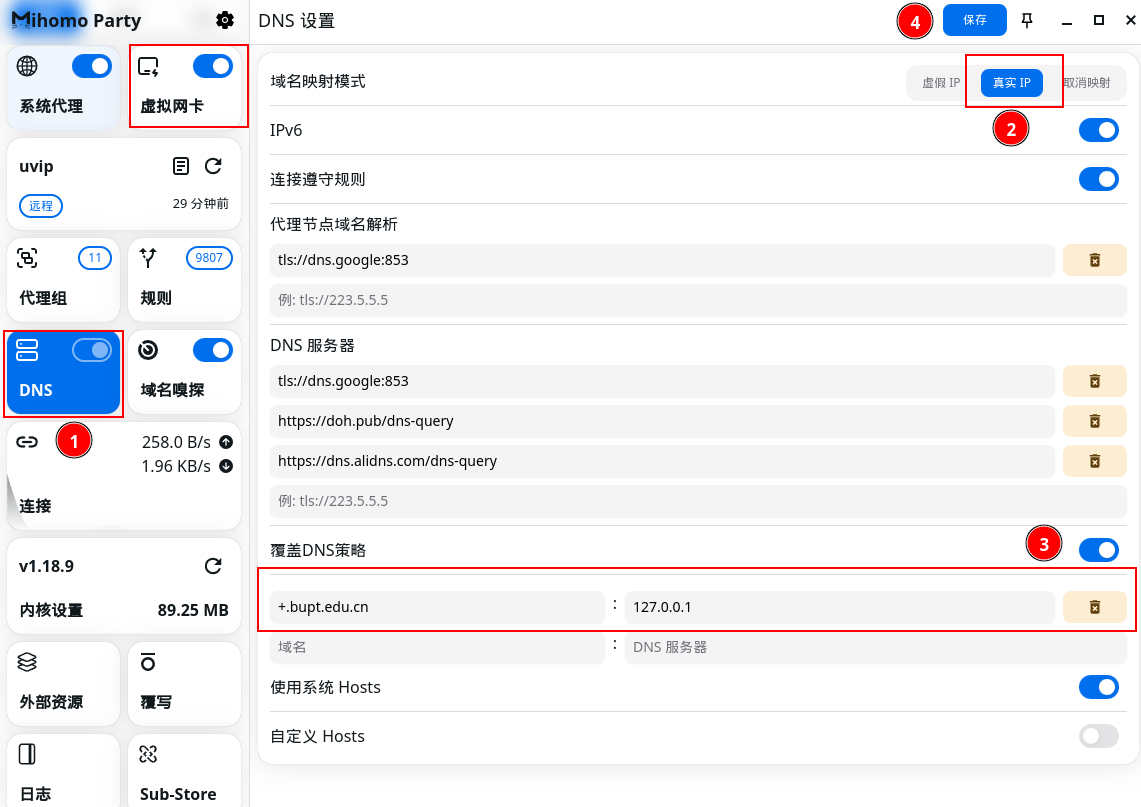 Mihomo Party
系统代理
虚拟网卡
uvip
远程
29 分钟前
11
代理组
9807
规则
DNS
域名嗅探
1
258.0 B/s
1.96 KB/s
连接
v1.18.9
内核设置
89.25 MB
外部资源
覆写
日志
Sub-Store
DNS 设置
4
保存
域名映射模式
虚假 IP
真实 IP
取消映射
2
IPv6
连接遵守规则
代理节点域名解析
tls://dns.google:853
例: tls://223.5.5.5
DNS 服务器
tls://dns.google:853
https://doh.pub/dns-query
https://dns.alidns.com/dns-query
例: tls://223.5.5.5
覆盖DNS策略
3
+.bupt.edu.cn : 127.0.0.1
域名 : DNS 服务器
使用系统 Hosts
自定义 Hosts